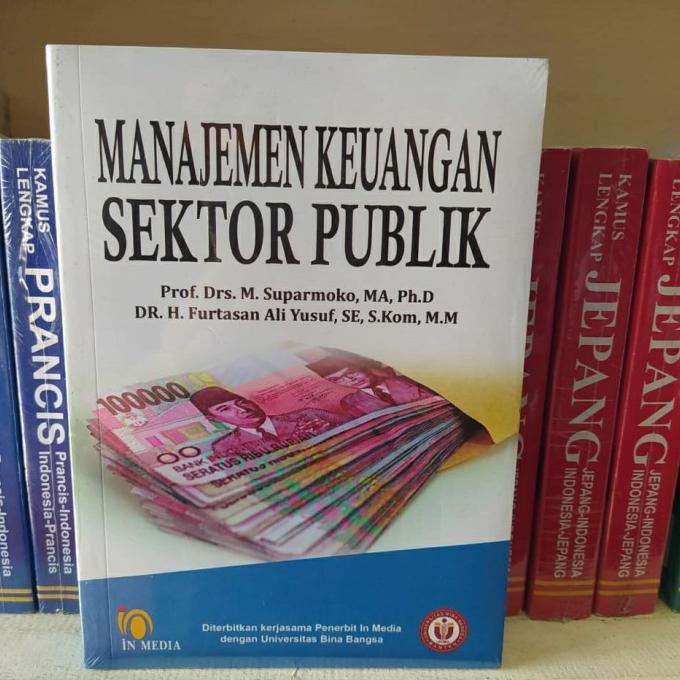 MANAJEMEN KEUANGAN
SEKTOR PUBLIK
Prof. Drs. M. Suparmoko, MA, Ph.D
DR. H. Furtasan Ali Yusuf, SE, S.Kom, M.M
100000
SERATUS RIBU RUPIAH
IN MEDIA
Diterbitkan kerjasama Penerbit In Media
dengan Universitas Bina Bangsa
KAMUS
LENGKAP
PRANCIS
Prancis-Indonesia
Indonesia-Prancis
KAMUS
LENGKAP
JEPANG
JEPANG-INDONESIA
INDONESIA-JEPANG
LENGKAP
JEPANG
JEPANG-INDONESIA
INDONESIA-JEPANG